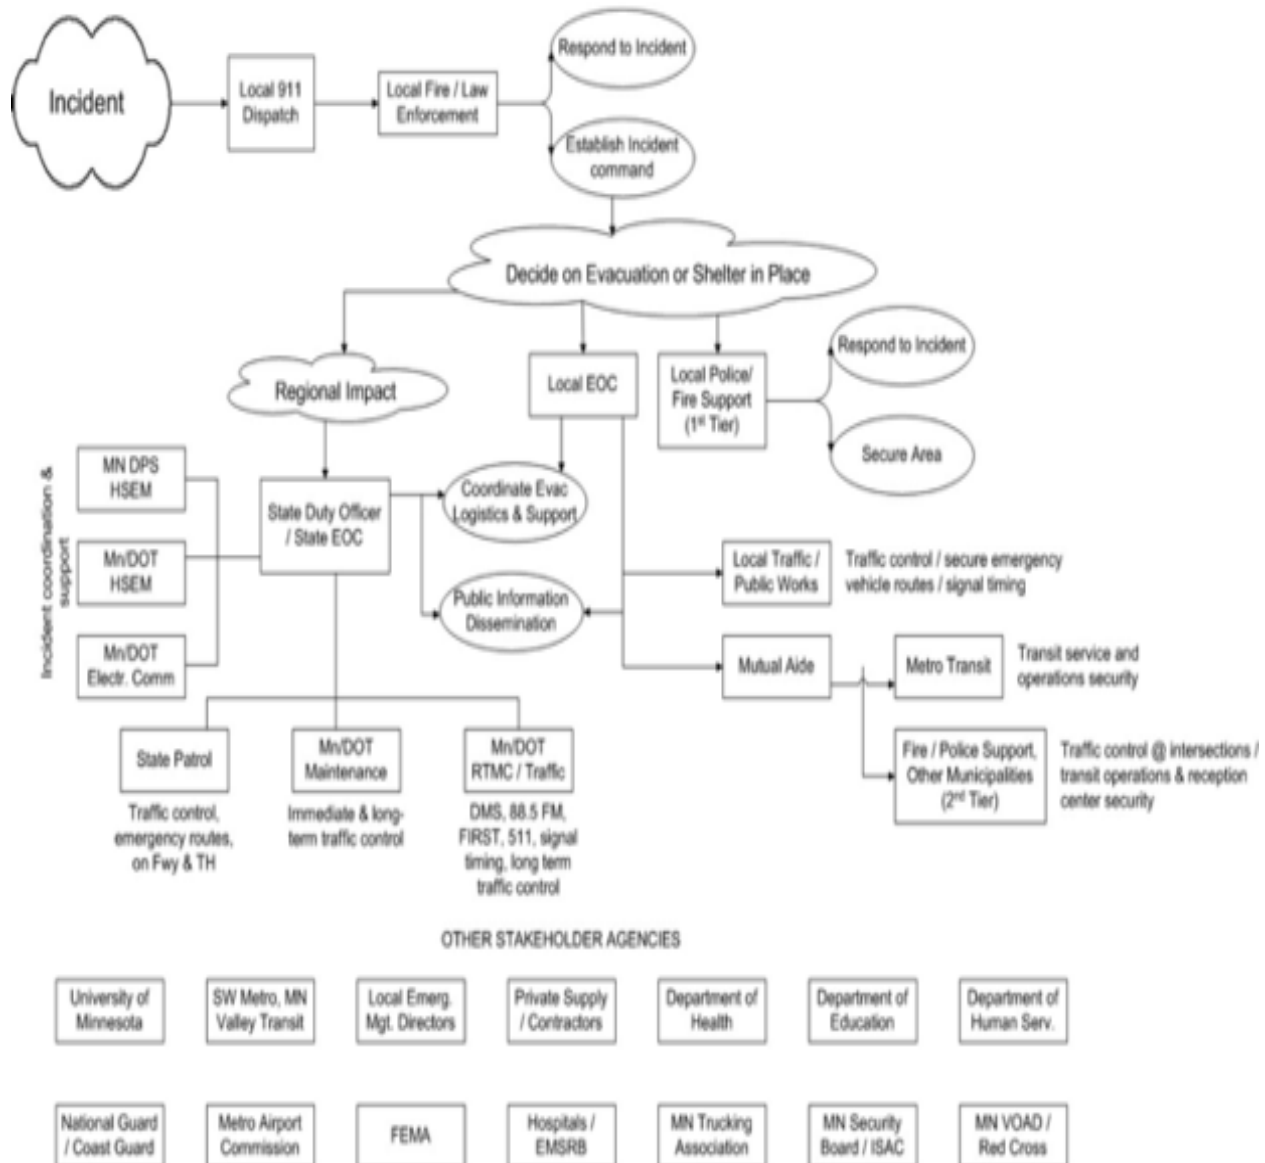 Incident
Local 911
Dispatch
Local Fire / Law
Enforcement
Respond to Incident
Establish Incident
command
Decide on Evacuation or Shelter in Place
Regional Impact
Local EOC
Local Police/
Fire Support
(1st Tier)
Respond to Incident
Secure Area
Incident coordination &
support
MN DPS
HSEM
Mn/DOT
HSEM
Mn/DOT
Electr. Comm
State Duty Officer
/ State EOC
Coordinate Evac
Logistics & Support
Public Information
Dissemination
Local Traffic /
Public Works
Traffic control / secure emergency
vehicle routes / signal timing
Mutual Aide
Metro Transit
Transit service and
operations security
Fire / Police Support,
Other Municipalities
(2nd Tier)
Traffic control @ intersections /
transit operations & reception
center security
State Patrol
Traffic control,
emergency routes,
on Fwy & TH
Mn/DOT
Maintenance
Immediate & long-
term traffic control
Mn/DOT
RTMC / Traffic
DMS, 88.5 FM,
FIRST, 511, signal
timing, long term
traffic control
OTHER STAKEHOLDER AGENCIES
University of
Minnesota
SW Metro, MN
Valley Transit
Local Emerg.
Mgt. Directors
Private Supply
/ Contractors
Department of
Health
Department of
Education
Department of
Human Serv.
National Guard
/ Coast Guard
Metro Airport
Commission
FEMA
Hospitals /
EMSRB
MN Trucking
Association
MN Security
Board / ISAC
MN VOAD /
Red Cross